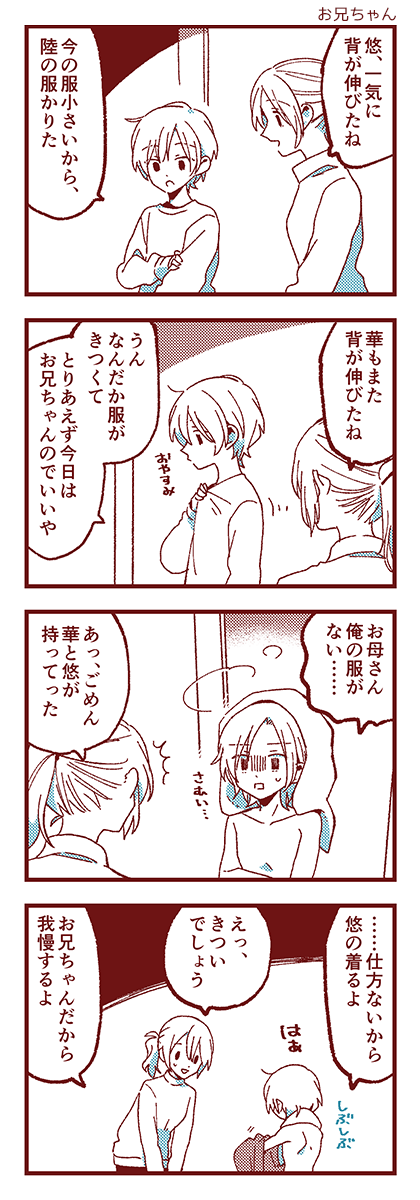 お兄ちゃん
悠、一気に
背が伸びたね
今の服小さいから、
陸の服かりた
華もまた
背が伸びたね
うん
なんだか服が
きつくて
とりあえず今日は
お兄ちゃんのでいいや
おやすみ
お母さん
俺の服が
ない……
さむい…
あっ、ごめん
華と悠が
持ってった
……仕方ないから
悠の着るよ
はぁ
しぶしぶ
えっ、
きつい
でしょう
お兄ちゃんだから
我慢するよ